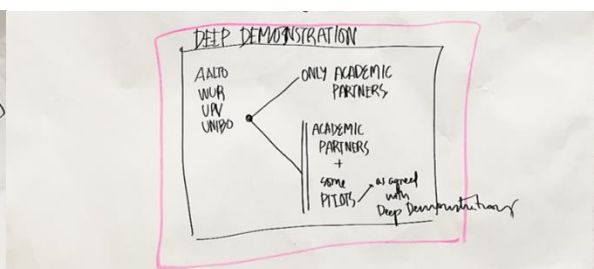 DEEP DEMONSTRATION
AALTO
WUR
UPV
UNIBO
ONLY ACADEMIC
PARTNERS
ACADEMIC
PARTNERS
+
some
PILOTS
as agreed
with
Deep Demonstrations